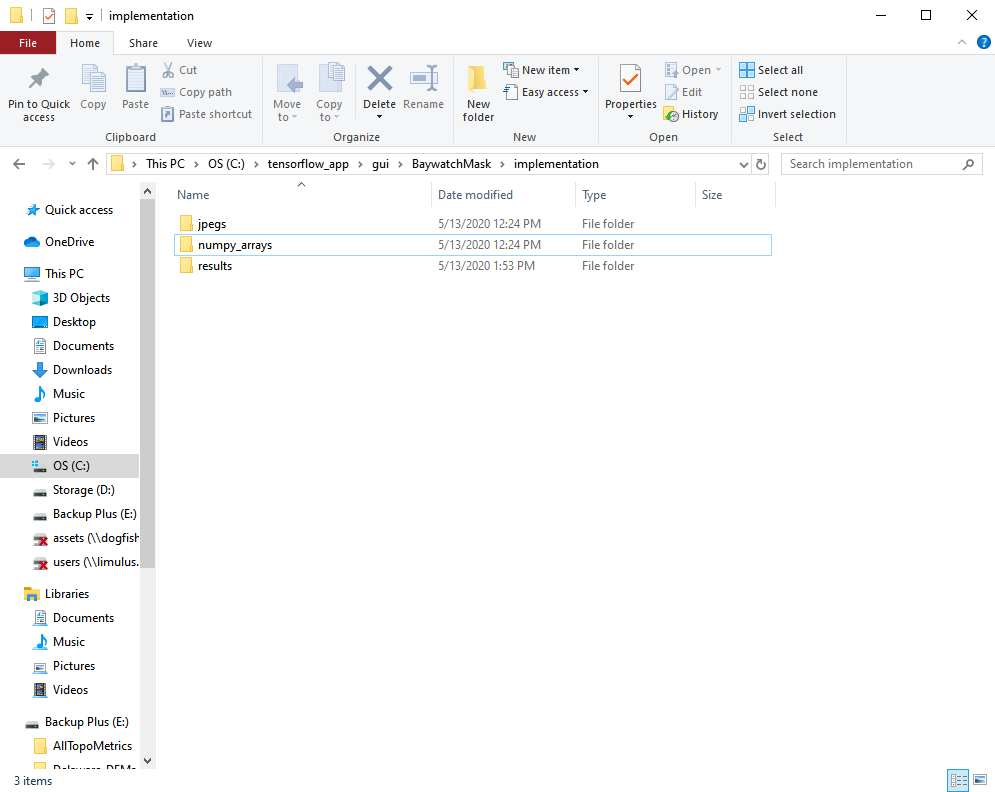 implementation
File Home Share View
Pin to Quick access
Copy
Paste
Cut
Copy path
Paste shortcut
Clipboard
Move to
Copy to
Delete
Rename
Organize
New folder
New item
Easy access
New
Properties
Open
Edit
History
Open
Select all
Select none
Invert selection
Select
This PC > OS (C:) > tensorflow_app > gui > BaywatchMask > implementation
Search implementation
Quick access
OneDrive
This PC
3D Objects
Desktop
Documents
Downloads
Music
Pictures
Videos
OS (C:)
Storage (D:)
Backup Plus (E:)
assets (\\dogfish
users (\\limulus.
Libraries
Documents
Music
Pictures
Videos
Backup Plus (E:)
AllTopoMetrics
Name Date modified Type Size
jpegs 5/13/2020 12:24 PM File folder
numpy_arrays 5/13/2020 12:24 PM File folder
results 5/13/2020 1:53 PM File folder
3 items